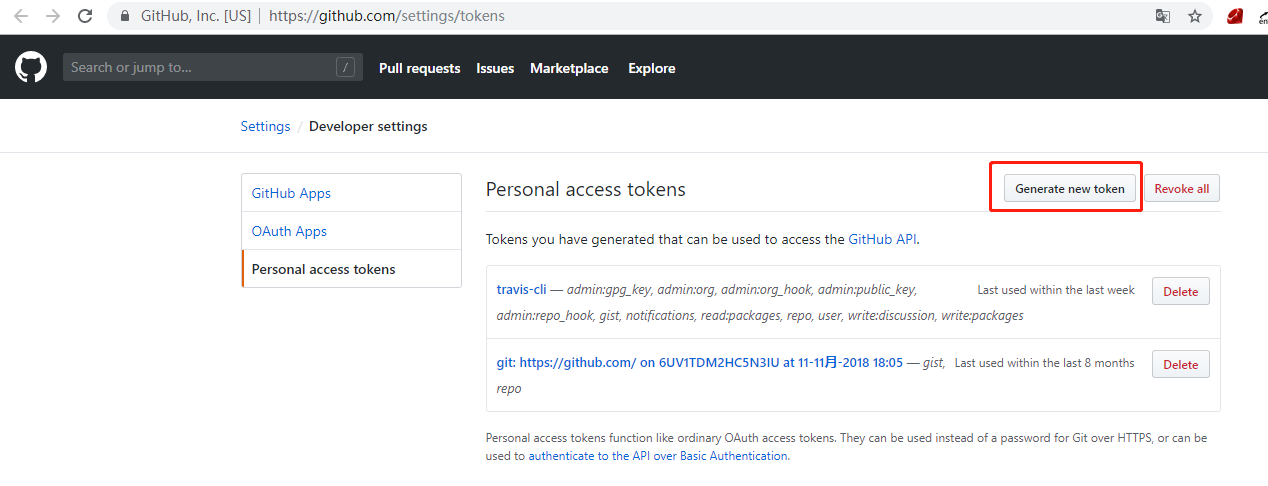 GitHub, Inc. [US] | https://github.com/settings/tokens
Search or jump to... /
Pull requests Issues Marketplace Explore
Settings / Developer settings
GitHub Apps
OAuth Apps
Personal access tokens
Personal access tokens
Generate new token
Revoke all
Tokens you have generated that can be used to access the GitHub API.
travis-cli — admin:gpg_key, admin:org, admin:org_hook, admin:public_key,
admin:repo_hook, gist, notifications, read:packages, repo, user, write:discussion, write:packages
Last used within the last week
Delete
git: https://github.com/ on 6UV1TDM2HC5N3IU at 11-11月-2018 18:05 — gist,
repo
Last used within the last 8 months
Delete
Personal access tokens function like ordinary OAuth access tokens. They can be used instead of a password for Git over HTTPS, or can be
used to authenticate to the API over Basic Authentication.